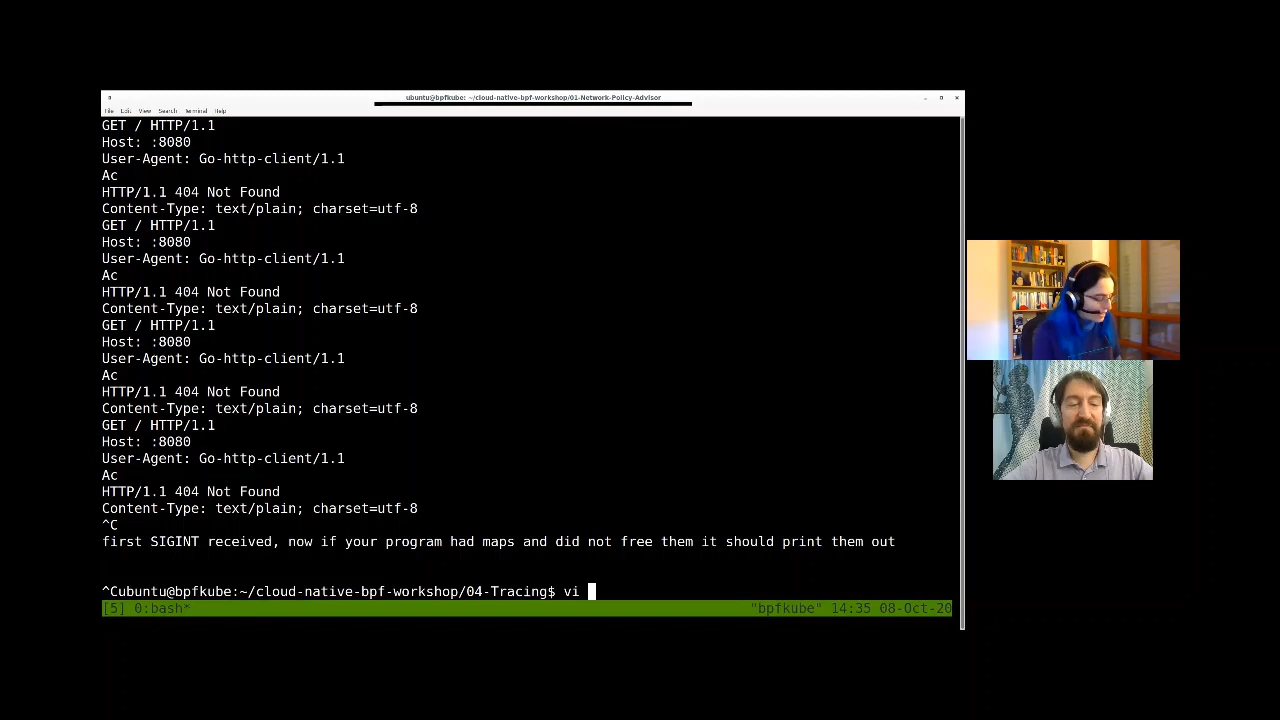 ubuntu@bpfkube: ~/cloud-native-bpf-workshop/01-Network-Policy-Advisor
File Edit View Search Terminal Help
GET / HTTP/1.1
Host: :8080
User-Agent: Go-http-client/1.1
Ac
HTTP/1.1 404 Not Found
Content-Type: text/plain; charset=utf-8
GET / HTTP/1.1
Host: :8080
User-Agent: Go-http-client/1.1
Ac
HTTP/1.1 404 Not Found
Content-Type: text/plain; charset=utf-8
GET / HTTP/1.1
Host: :8080
User-Agent: Go-http-client/1.1
Ac
HTTP/1.1 404 Not Found
Content-Type: text/plain; charset=utf-8
GET / HTTP/1.1
Host: :8080
User-Agent: Go-http-client/1.1
Ac
HTTP/1.1 404 Not Found
Content-Type: text/plain; charset=utf-8
^C
first SIGINT received, now if your program had maps and did not free them it should print them out
^Cubuntu@bpfkube:~/cloud-native-bpf-workshop/04-Tracing$ vi
[5] 0:bash* "bpfkube" 14:35 08-Oct-20